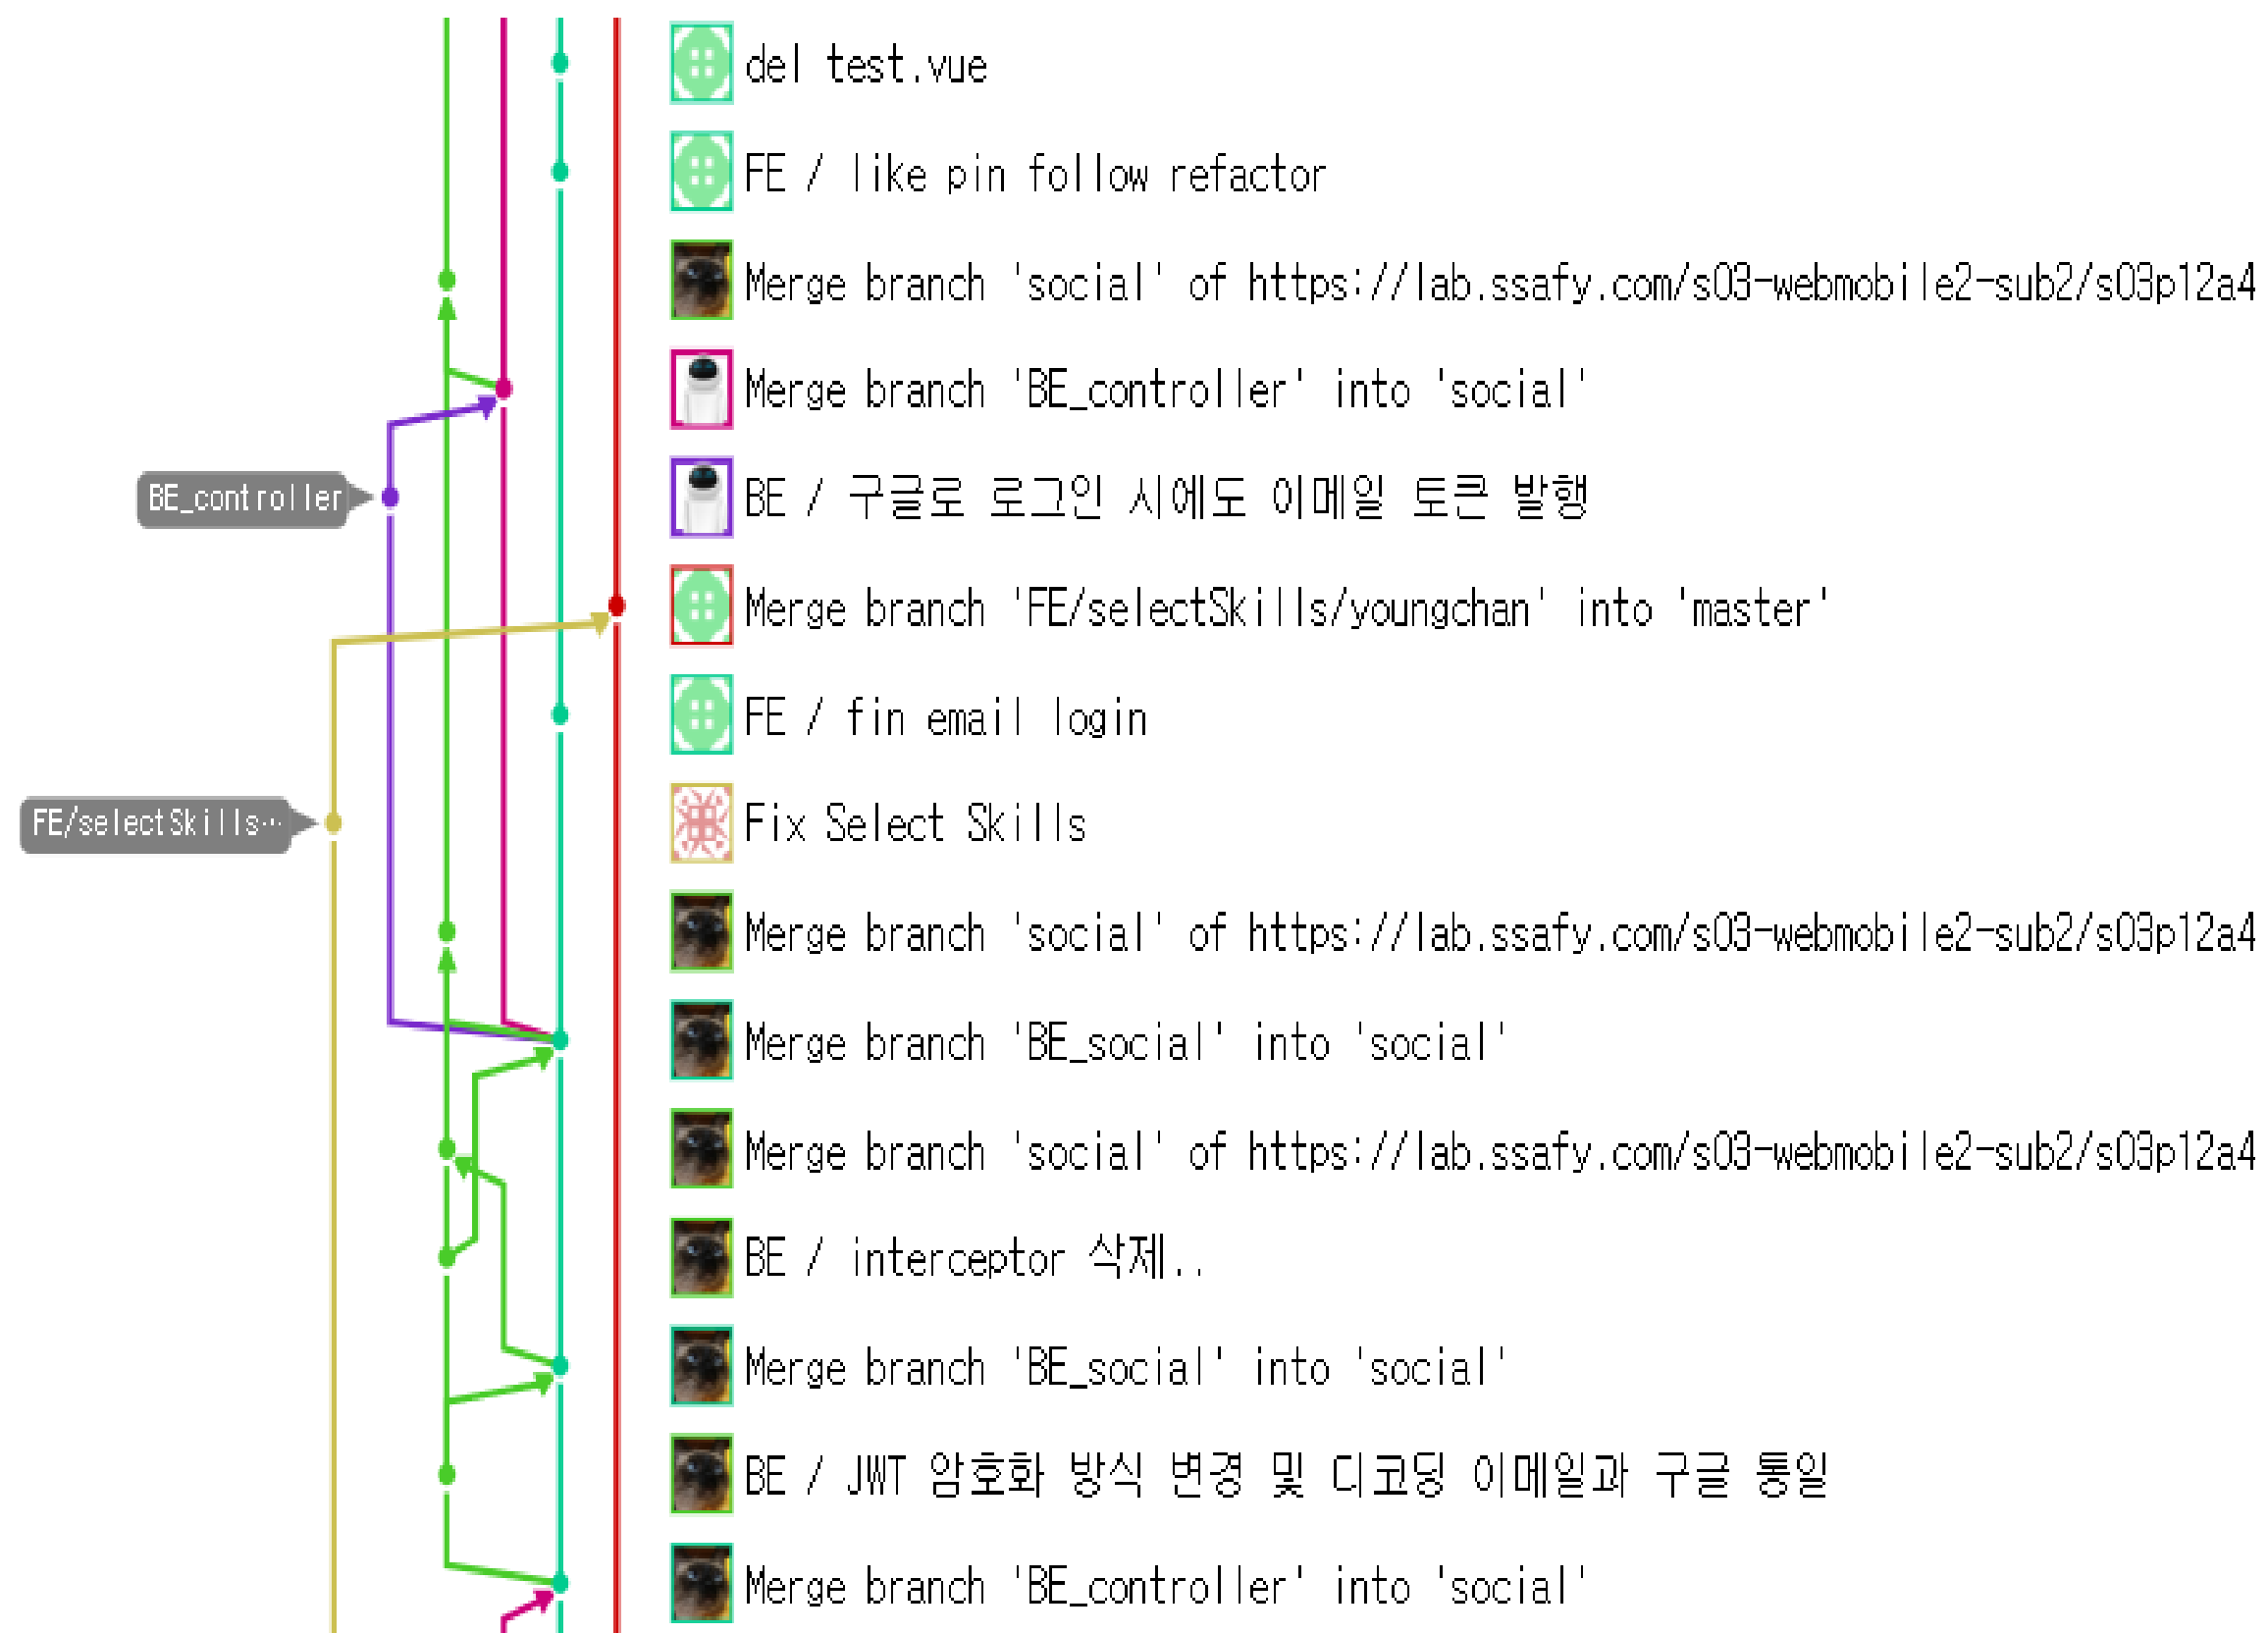 del test.vue
FE / like pin follow refactor
Merge branch 'social' of https://lab.ssafy.com/s03-webmobile2-sub2/s03p12a4
Merge branch 'BE_controller' into 'social'
BE_controller
BE / 구글로 로그인 시에도 이메일 토큰 발행
Merge branch 'FE/selectSkills/youngchan' into 'master'
FE / fin email login
FE/selectSkills…
Fix Select Skills
Merge branch 'social' of https://lab.ssafy.com/s03-webmobile2-sub2/s03p12a4
Merge branch 'BE_social' into 'social'
Merge branch 'social' of https://lab.ssafy.com/s03-webmobile2-sub2/s03p12a4
BE / interceptor 삭제..
Merge branch 'BE_social' into 'social'
BE / JWT 암호화 방식 변경 및 디코딩 이메일과 구글 통일
Merge branch 'BE_controller' into 'social'